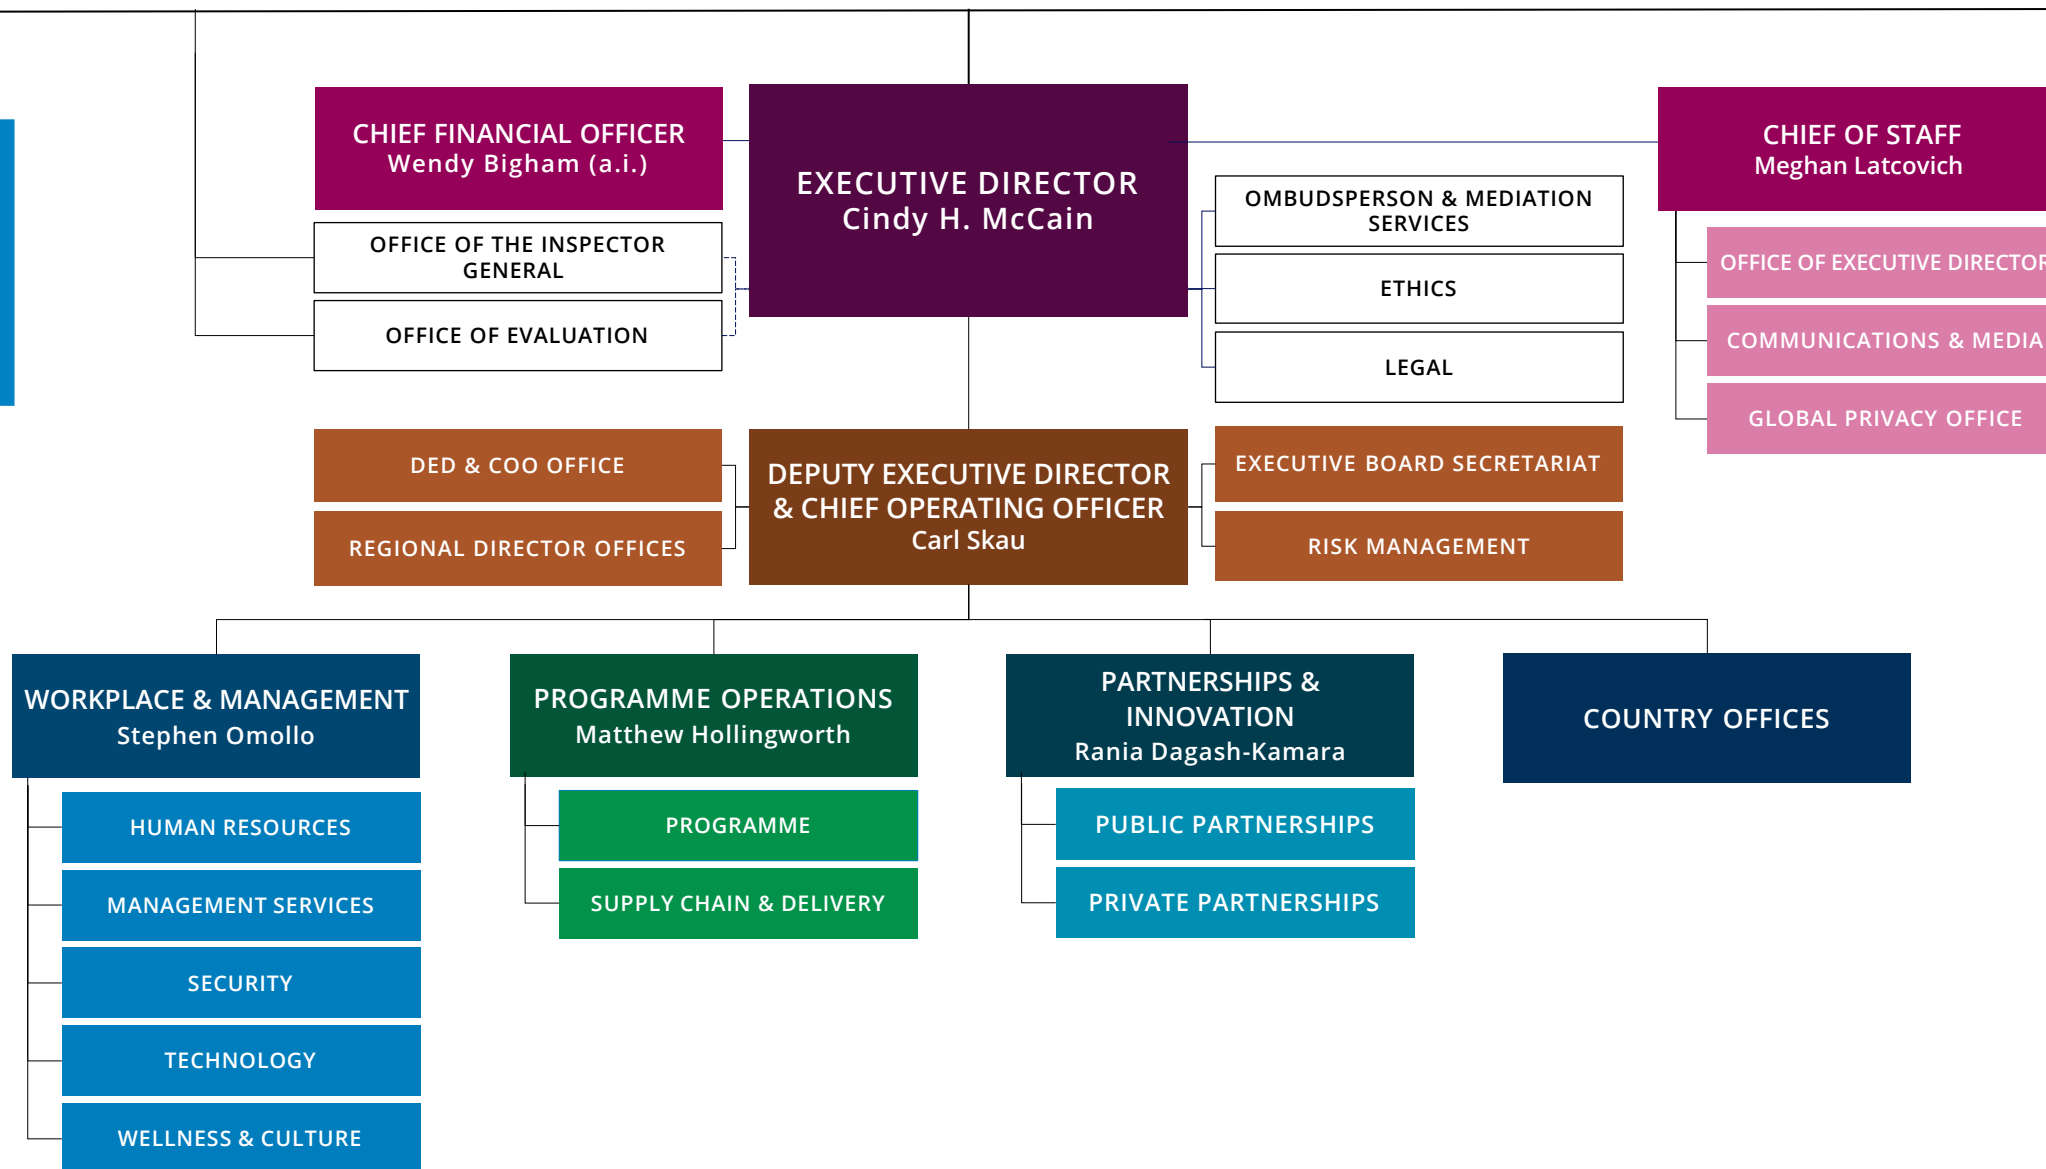 CHIEF FINANCIAL OFFICER
Wendy Bigham (a.i.)
EXECUTIVE DIRECTOR
Cindy H. McCain
CHIEF OF STAFF
Meghan Latcovich
OFFICE OF THE INSPECTOR
GENERAL
OFFICE OF EVALUATION
OMBUDSPERSON & MEDIATION
SERVICES
ETHICS
LEGAL
OFFICE OF EXECUTIVE DIRECTOR
COMMUNICATIONS & MEDIA
GLOBAL PRIVACY OFFICE
DED & COO OFFICE
REGIONAL DIRECTOR OFFICES
DEPUTY EXECUTIVE DIRECTOR
& CHIEF OPERATING OFFICER
Carl Skau
EXECUTIVE BOARD SECRETARIAT
RISK MANAGEMENT
WORKPLACE & MANAGEMENT
Stephen Omollo
HUMAN RESOURCES
MANAGEMENT SERVICES
SECURITY
TECHNOLOGY
WELLNESS & CULTURE
PROGRAMME OPERATIONS
Matthew Hollingworth
PROGRAMME
SUPPLY CHAIN & DELIVERY
PARTNERSHIPS &
INNOVATION
Rania Dagash-Kamara
PUBLIC PARTNERSHIPS
PRIVATE PARTNERSHIPS
COUNTRY OFFICES